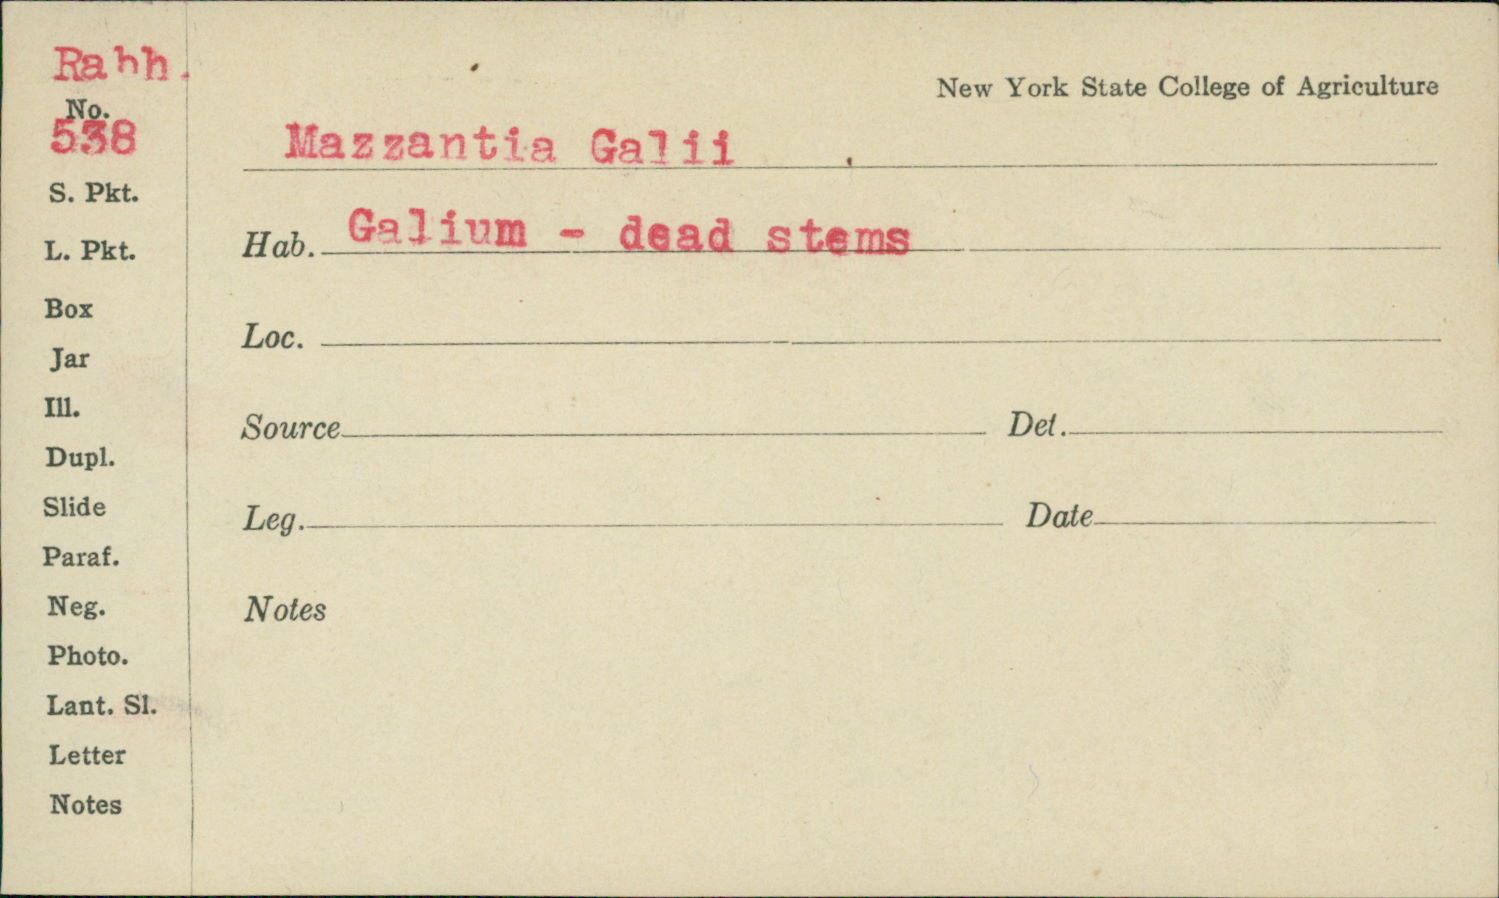 Rabh.
No.
538
S. Pkt.
L. Pkt.
Box
Jar
Ill.
Dupl.
Slide
Paraf.
Neg.
Photo.
Lant. Sl.
Letter
Notes
New York State College of Agriculture
Mazzantia Galii
Hab. Galium - dead stems
Loc.
Source Det.
Leg. Date
Notes